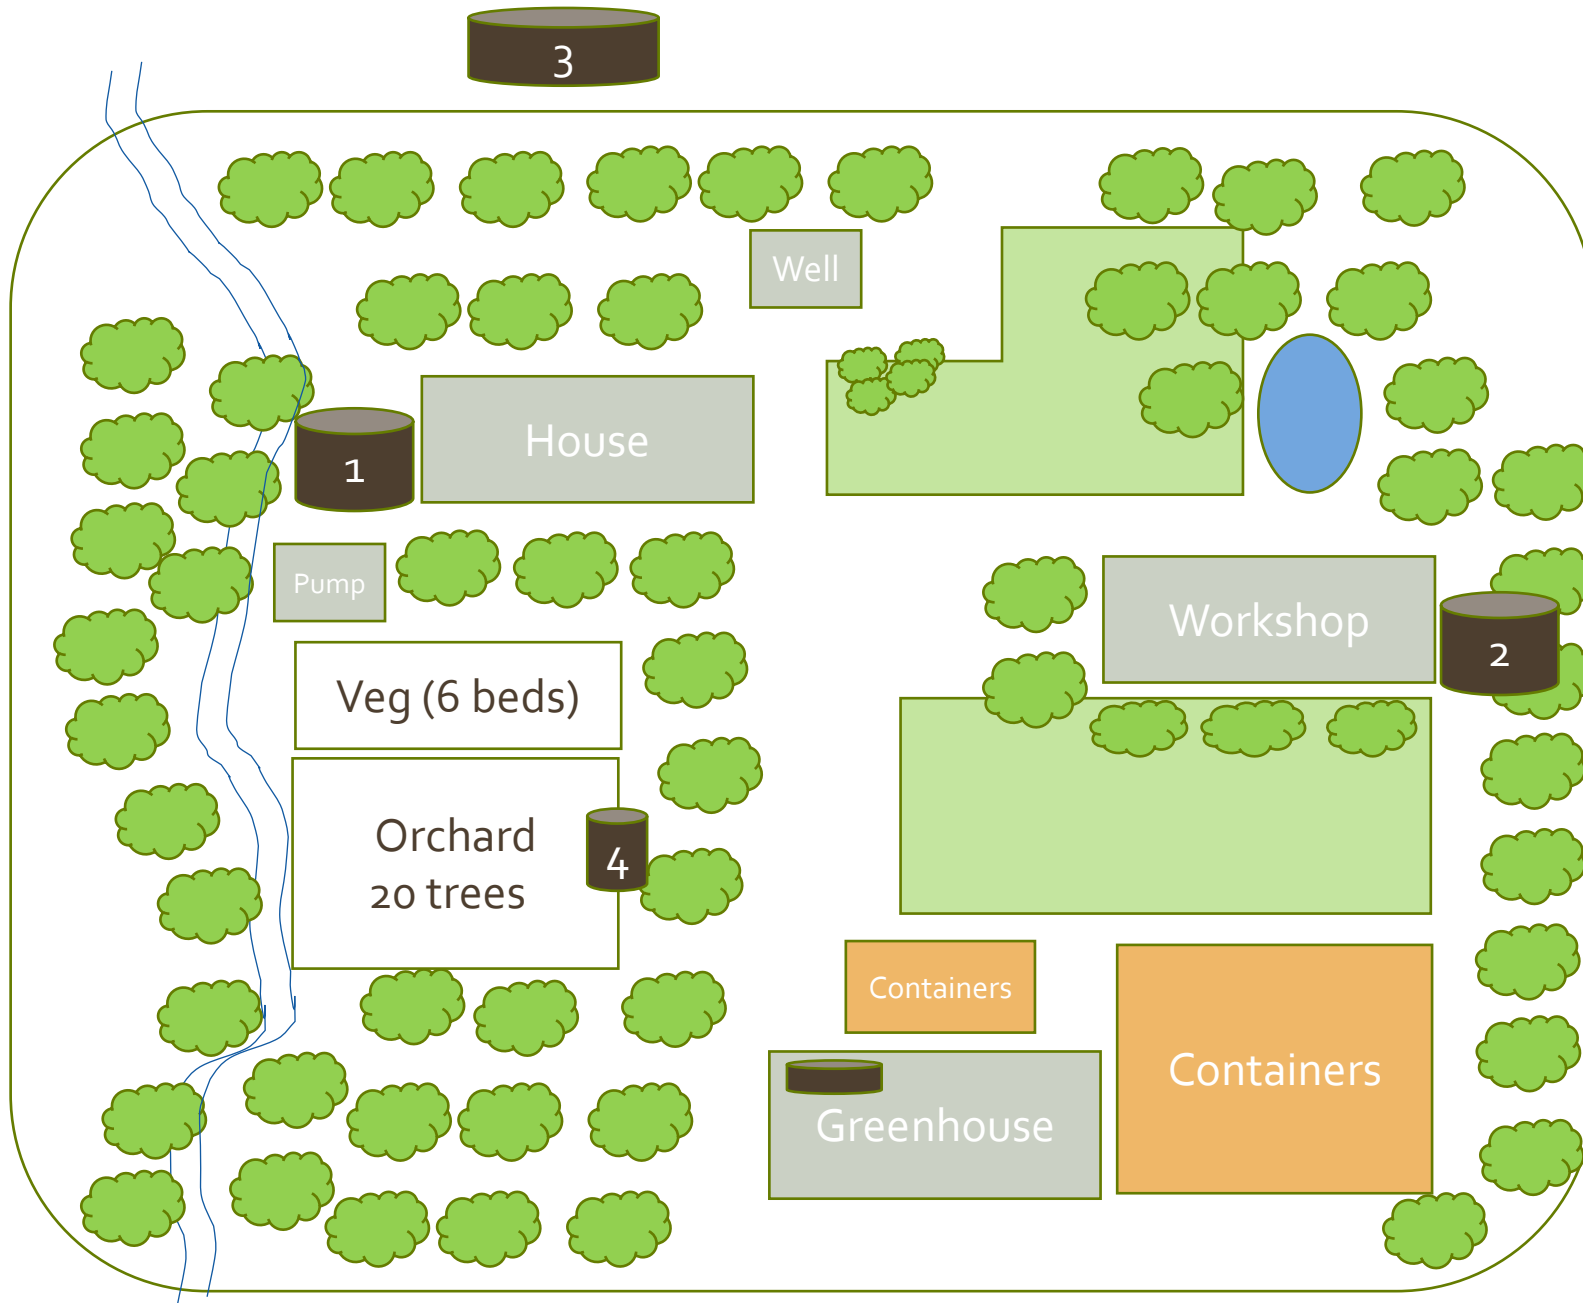 3
Well
House
1
Pump
Workshop
2
Veg (6 beds)
Orchard
20 trees
4
Containers
Containers
Greenhouse